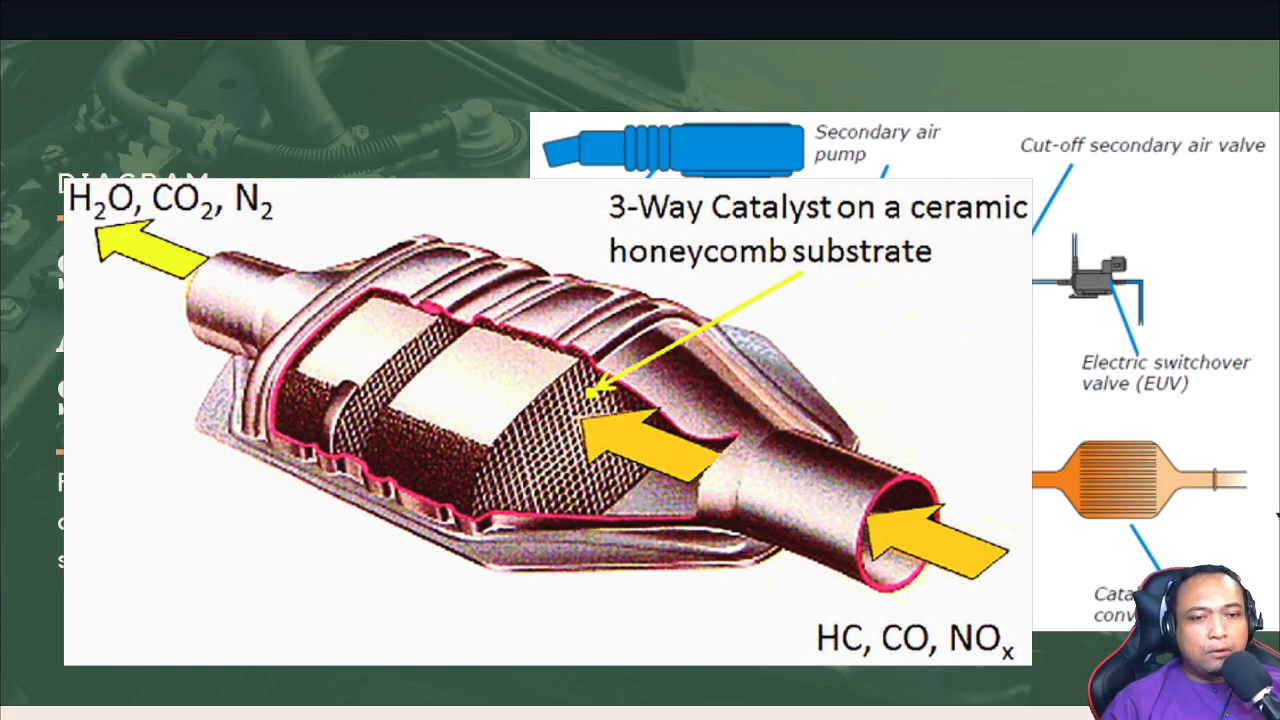 DIAGRAM
H₂O, CO₂, N₂
3-Way Catalyst on a ceramic
honeycomb substrate
HC, CO, NOₓ
Secondary air
pump
Cut-off secondary air valve
Electric switchover
valve (EUV)